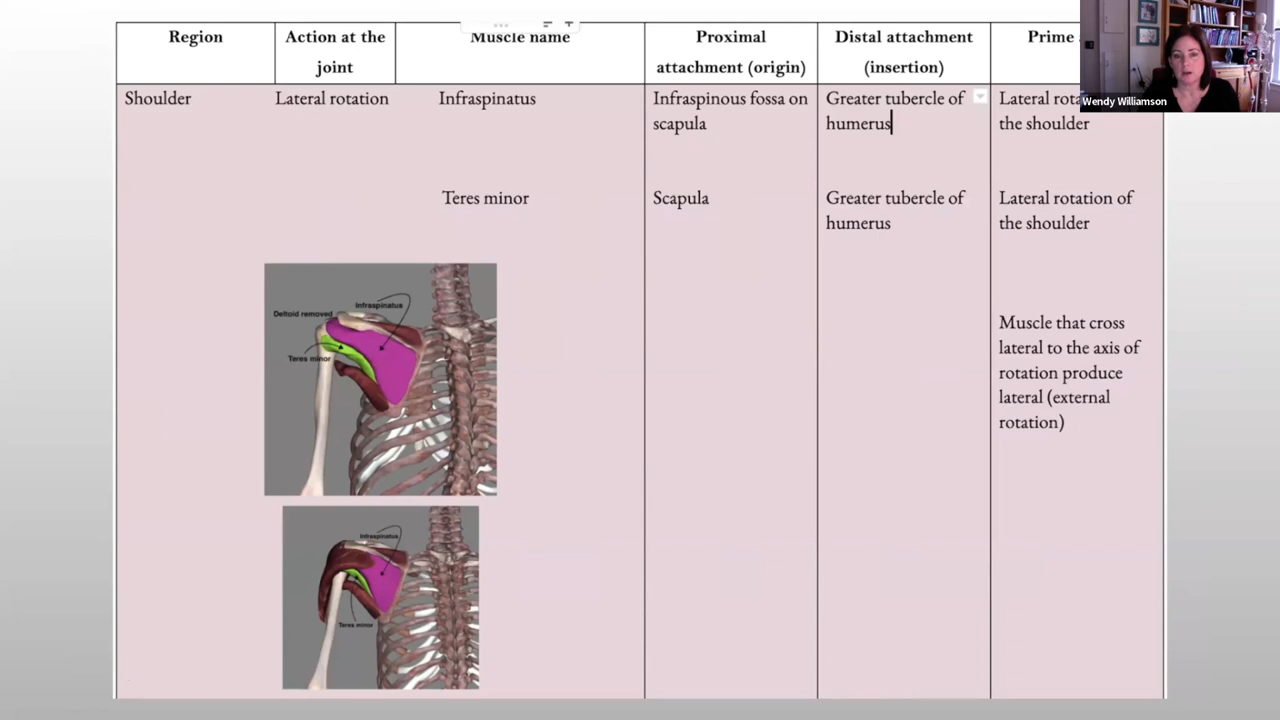 Region
Action at the
joint
Muscle name
Proximal
attachment (origin)
Distal attachment
(insertion)
Prime
Wendy Williamson
Shoulder
Lateral rotation
Infraspinatus
Infraspinous fossa on
scapula
Greater tubercle of
humerus
Lateral
the shoulder
Teres minor
Scapula
Greater tubercle of
humerus
Lateral rotation of
the shoulder
Infraspinatus
Deltoid removed
Teres minor
Muscle that cross
lateral to the axis of
rotation produce
lateral (external
rotation)
Infraspinatus
Teres minor